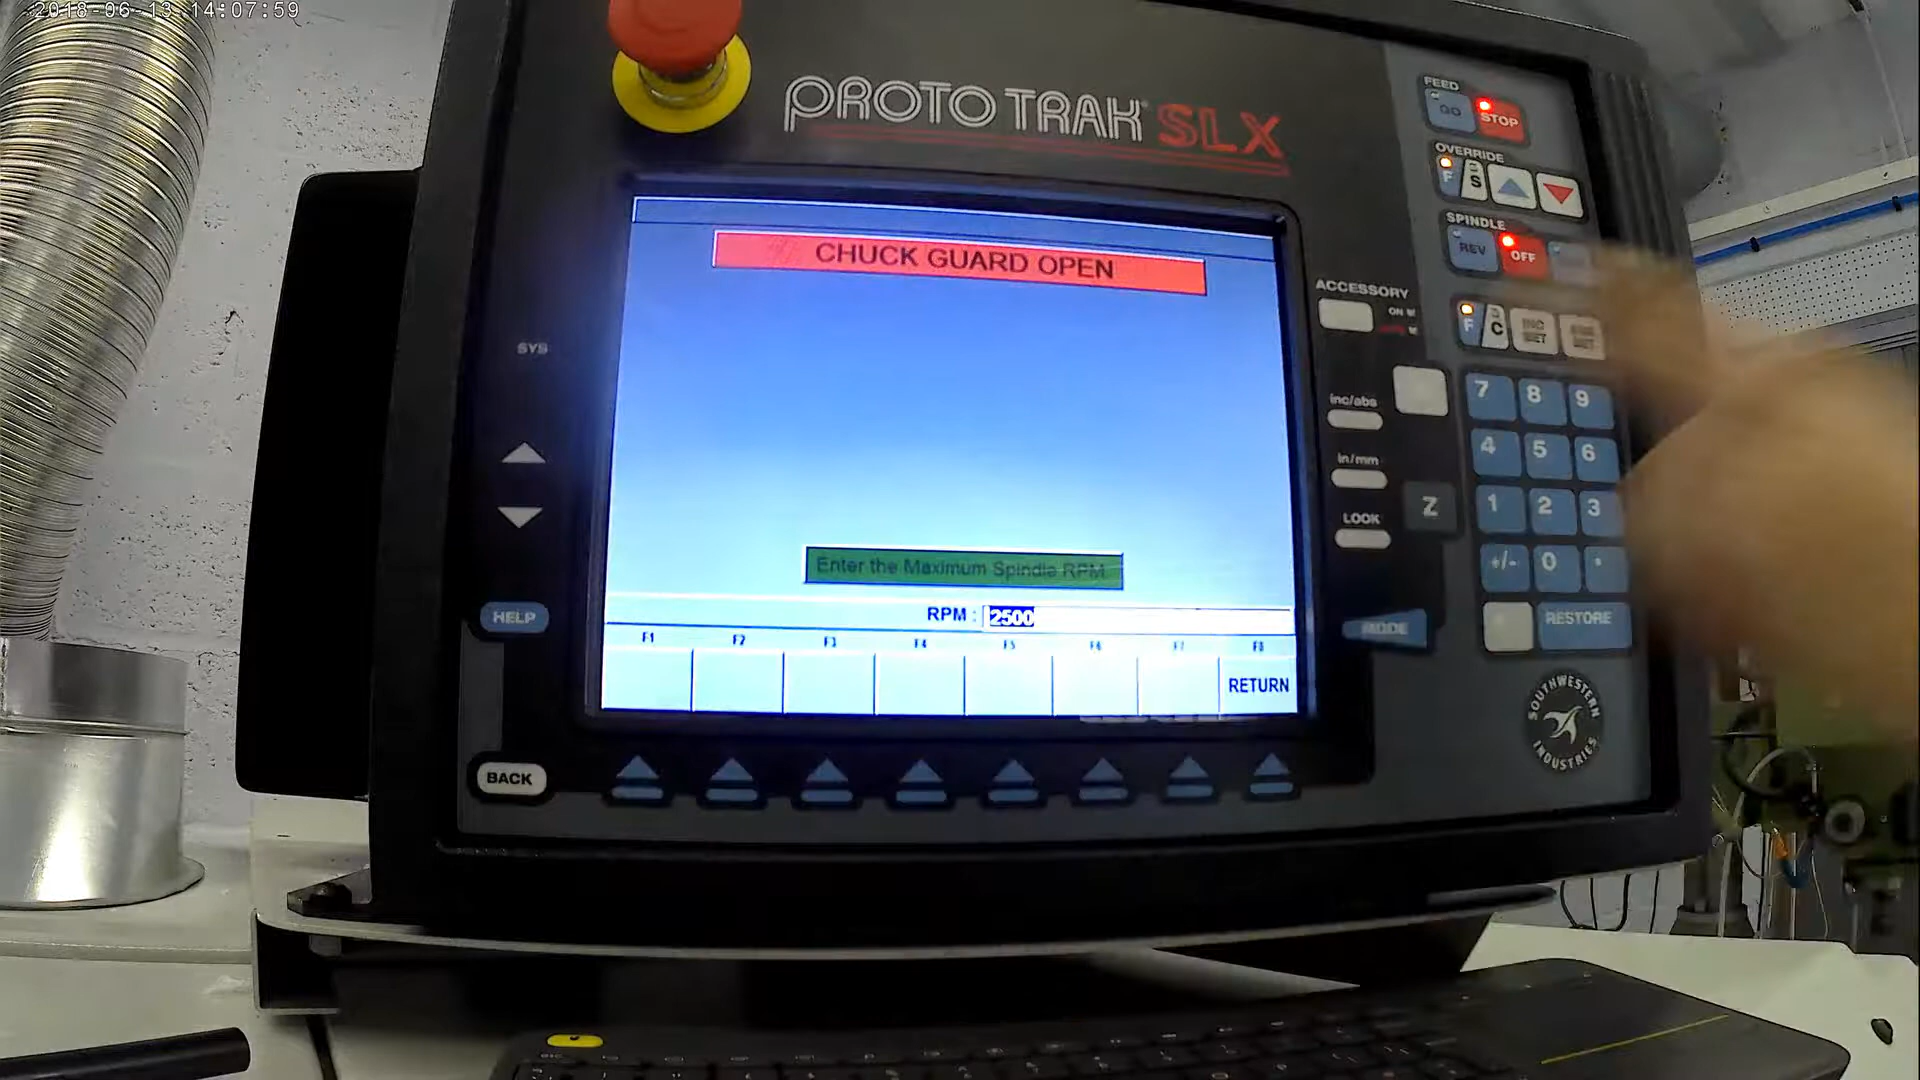 2018-06-13 14:07:59
PROTO TRAK SLX
FEED
GO
STOP
OVERRIDE
F
S
SPINDLE
REV
OFF
F
C
INC SET
ABS SET
CHUCK GUARD OPEN
ACCESSORY
ON
SYS
inc/abs
in/mm
LOOK
Z
7 8 9
4 5 6
1 2 3
+/- 0 .
RESTORE
MODE
Enter the Maximum Spindle RPM
RPM : 2500
F1 F2 F3 F4 F5 F6 F7 F8
RETURN
HELP
BACK
SOUTHWESTERN INDUSTRIES